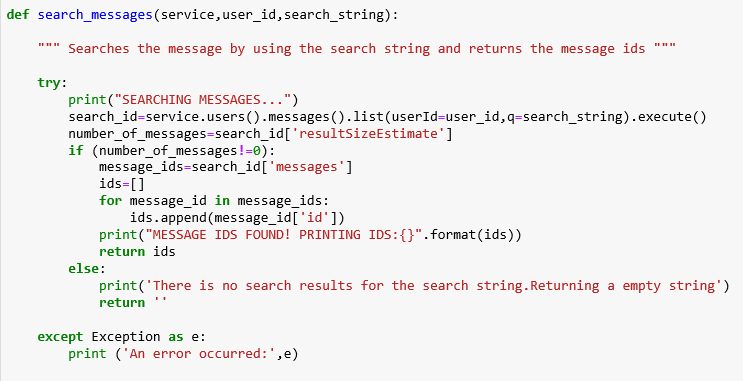 def search_messages(service,user_id,search_string):
""" Searches the message by using the search string and returns the message ids """
try:
print("SEARCHING MESSAGES...")
search_id=service.users().messages().list(userId=user_id,q=search_string).execute()
number_of_messages=search_id['resultSizeEstimate']
if (number_of_messages!=0):
message_ids=search_id['messages']
ids=[]
for message_id in message_ids:
ids.append(message_id['id'])
print("MESSAGE IDS FOUND! PRINTING IDS:{}".format(ids))
return ids
else:
print('There is no search results for the search string.Returning a empty string')
return ''
except Exception as e:
print ('An error occurred:',e)